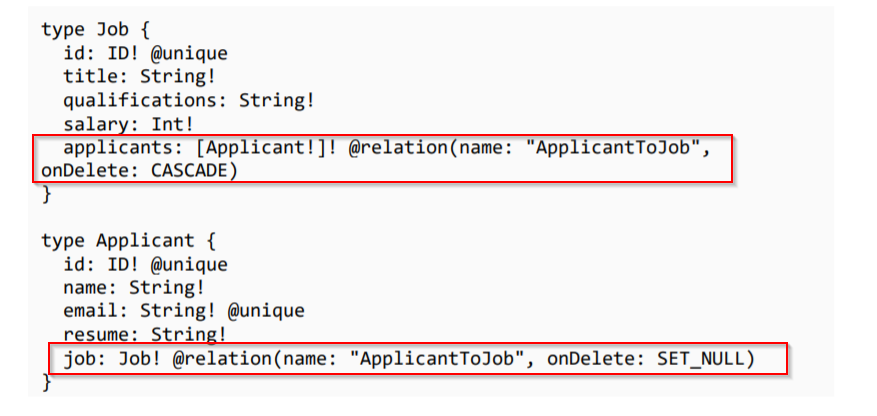 type Job {
  id: ID! @unique
  title: String!
  qualifications: String!
  salary: Int!
  applicants: [Applicant!]! @relation(name: "ApplicantToJob",
onDelete: CASCADE)
}

type Applicant {
  id: ID! @unique
  name: String!
  email: String! @unique
  resume: String!
  job: Job! @relation(name: "ApplicantToJob", onDelete: SET_NULL)
}